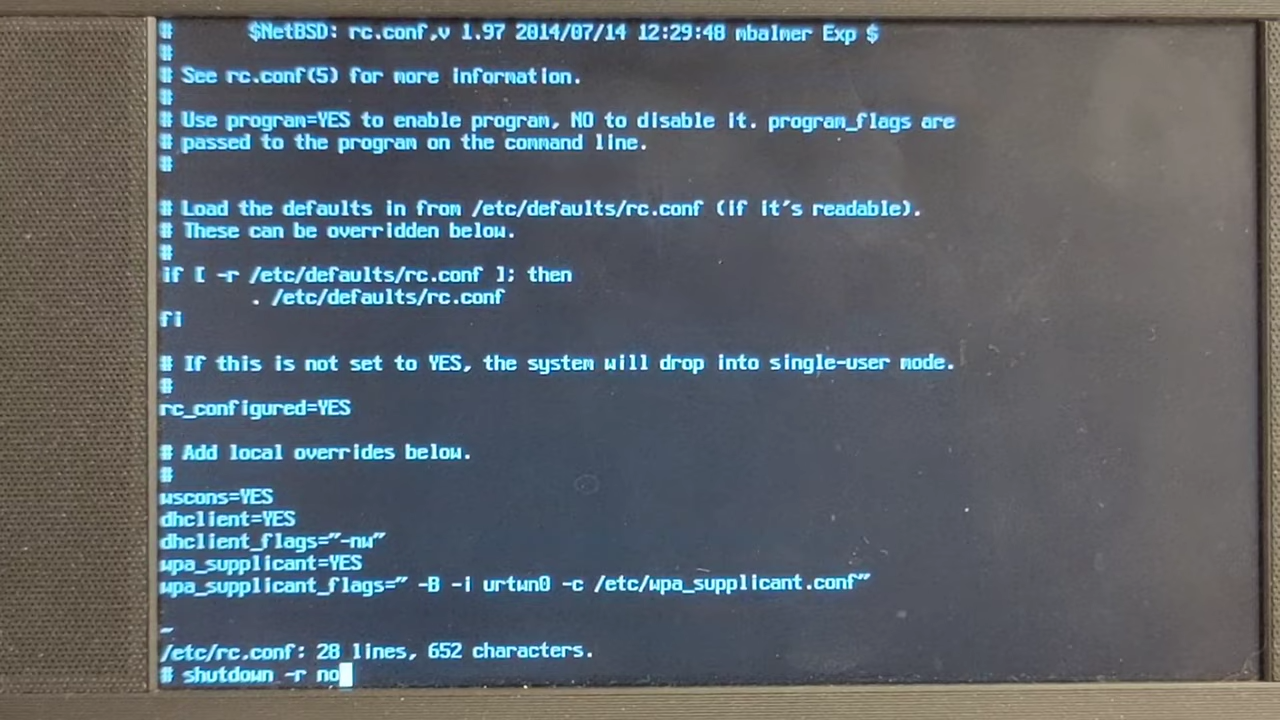 #       $NetBSD: rc.conf,v 1.97 2014/07/14 12:29:48 mbalmer Exp $
#
# See rc.conf(5) for more information.
#
# Use program=YES to enable program, NO to disable it. program_flags are
# passed to the program on the command line.
#
# Load the defaults in from /etc/defaults/rc.conf (if it's readable).
# These can be overridden below.
#
if [ -r /etc/defaults/rc.conf ]; then
        . /etc/defaults/rc.conf
fi
# If this is not set to YES, the system will drop into single-user mode.
#
rc_configured=YES
# Add local overrides below.
#
wscons=YES
dhclient=YES
dhclient_flags="-nw"
wpa_supplicant=YES
wpa_supplicant_flags=" -B -i urtwn0 -c /etc/wpa_supplicant.conf"
~
/etc/rc.conf: 28 lines, 652 characters.
# shutdown -r no